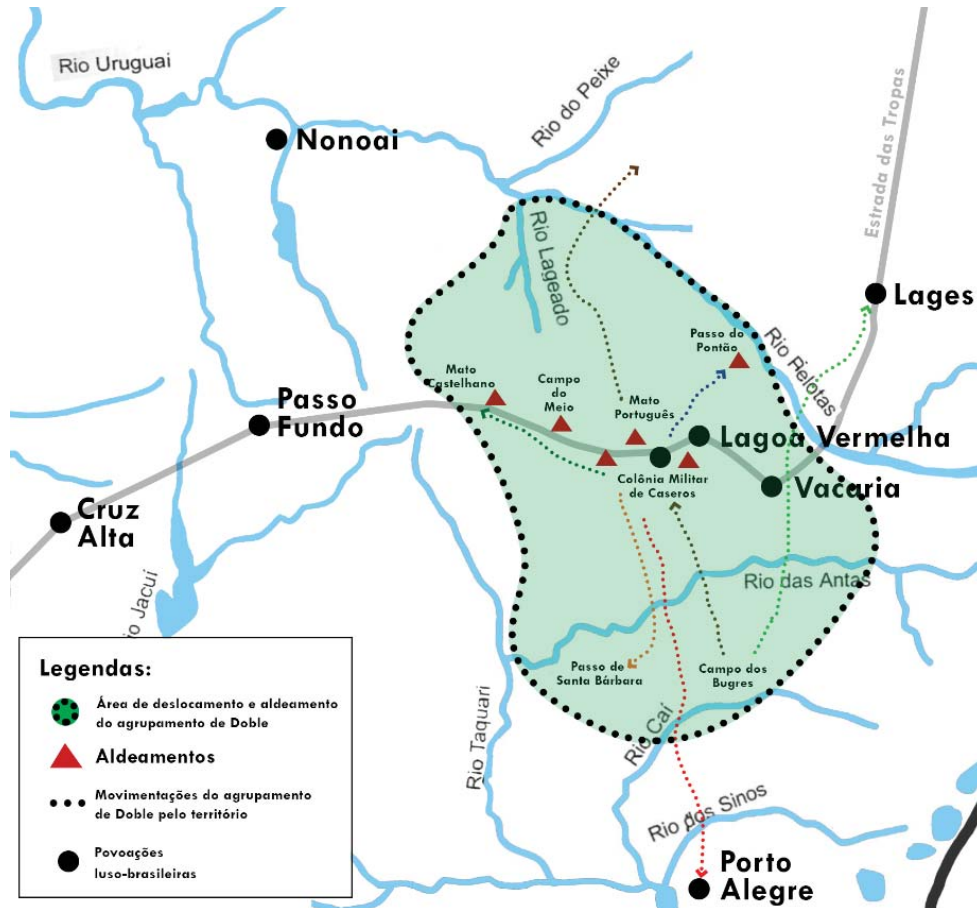 Rio Uruguai
Nonoai
Rio do Peixe
Estrada das Tropas
Rio Lageado
Lages
Passo do
Pontão
Rio Pelotas
Mato
Castelhano
Campo
do
Meio
Mato
Português
Passo
Fundo
Lagoa Vermelha
Colônia Militar
de Caseros
Vacaria
Cruz
Alta
Rio das Antas
io Jacuí
Passo de
Santa Bárbara
Campo dos
Bugres
Rio Taquari
Rio Caí
Rio dos Sinos
Porto
Alegre
Legendas:
Área de deslocamento e aldeamento
do agrupamento de Doble
Aldeamentos
Movimentações do agrupamento
de Doble pelo território
Povoações
luso-brasileiras